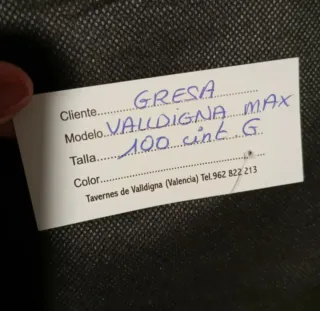 Cliente GRESA
Modelo VALLDIGNA MAX
Talla 100 cint. G
Color
Tavernes de Valldigna (Valencia) Tel. 962 822 213